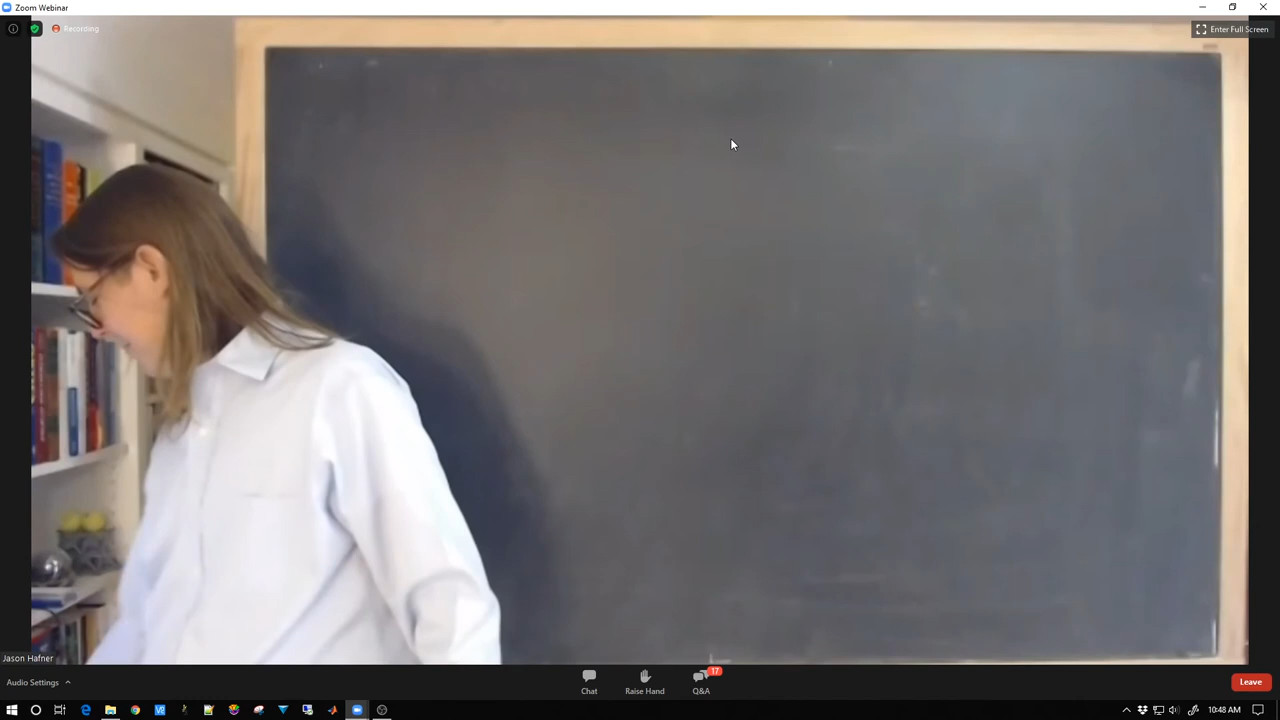 Zoom Webinar
Recording
Enter Full Screen
Jason Hafner
Audio Settings
Chat
Raise Hand
Q&A
17
Leave
10:48 AM